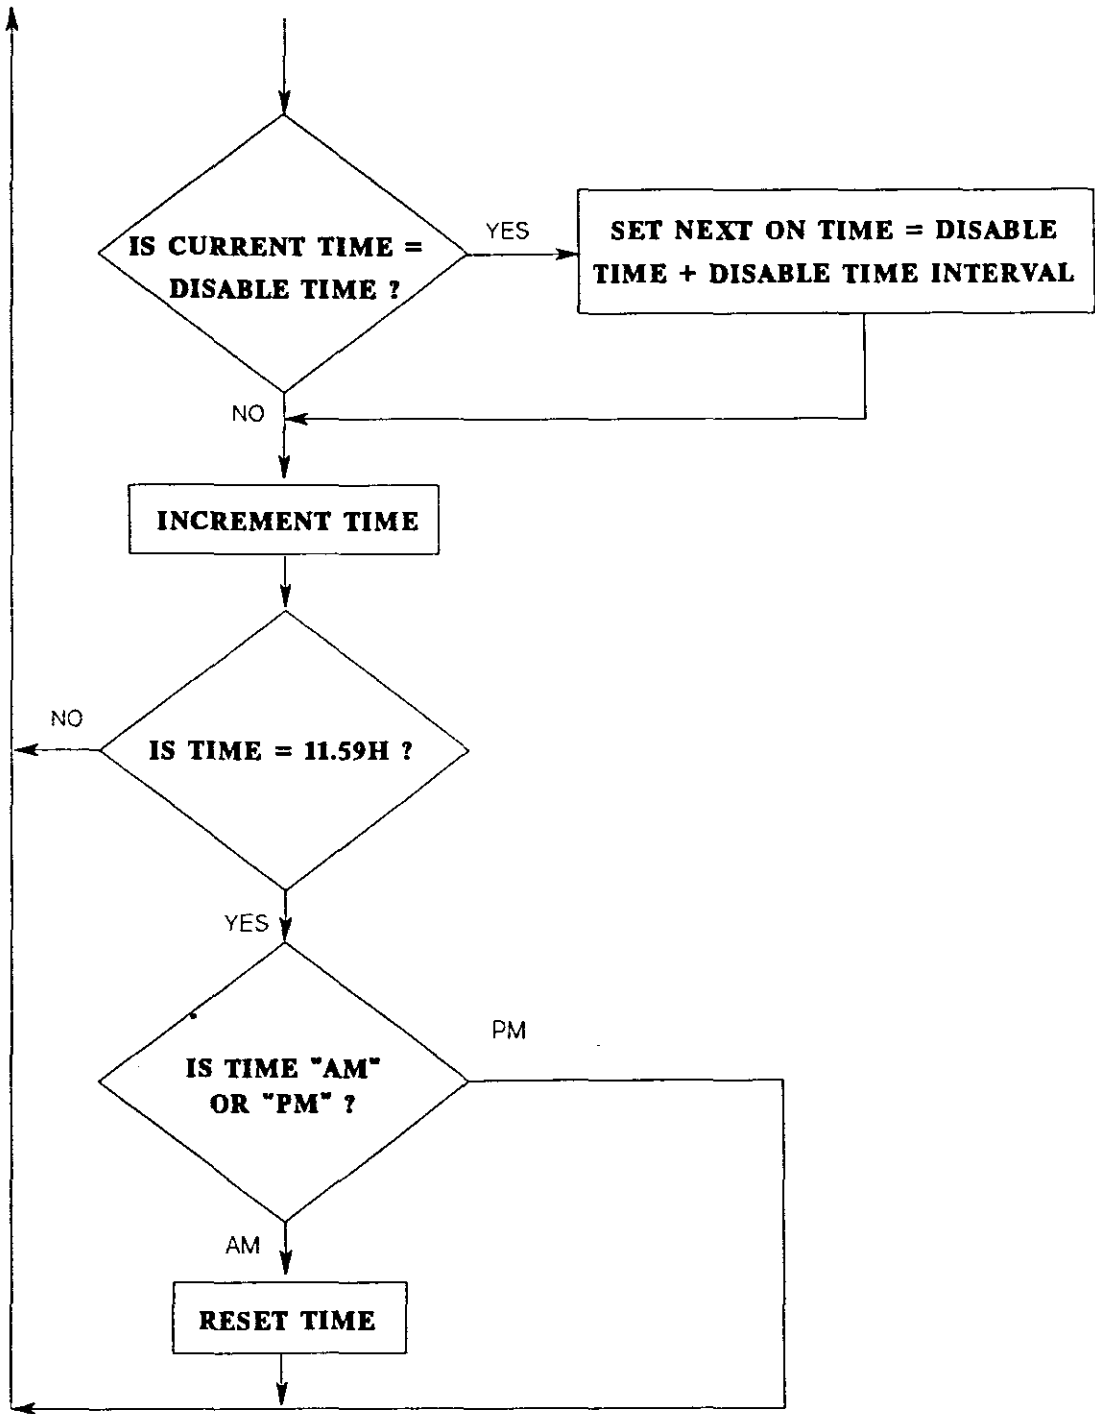 IS CURRENT TIME =
DISABLE TIME ?
YES
SET NEXT ON TIME = DISABLE
TIME + DISABLE TIME INTERVAL
NO
INCREMENT TIME
NO
IS TIME = 11.59H ?
YES
IS TIME "AM"
OR "PM" ?
PM
AM
RESET TIME